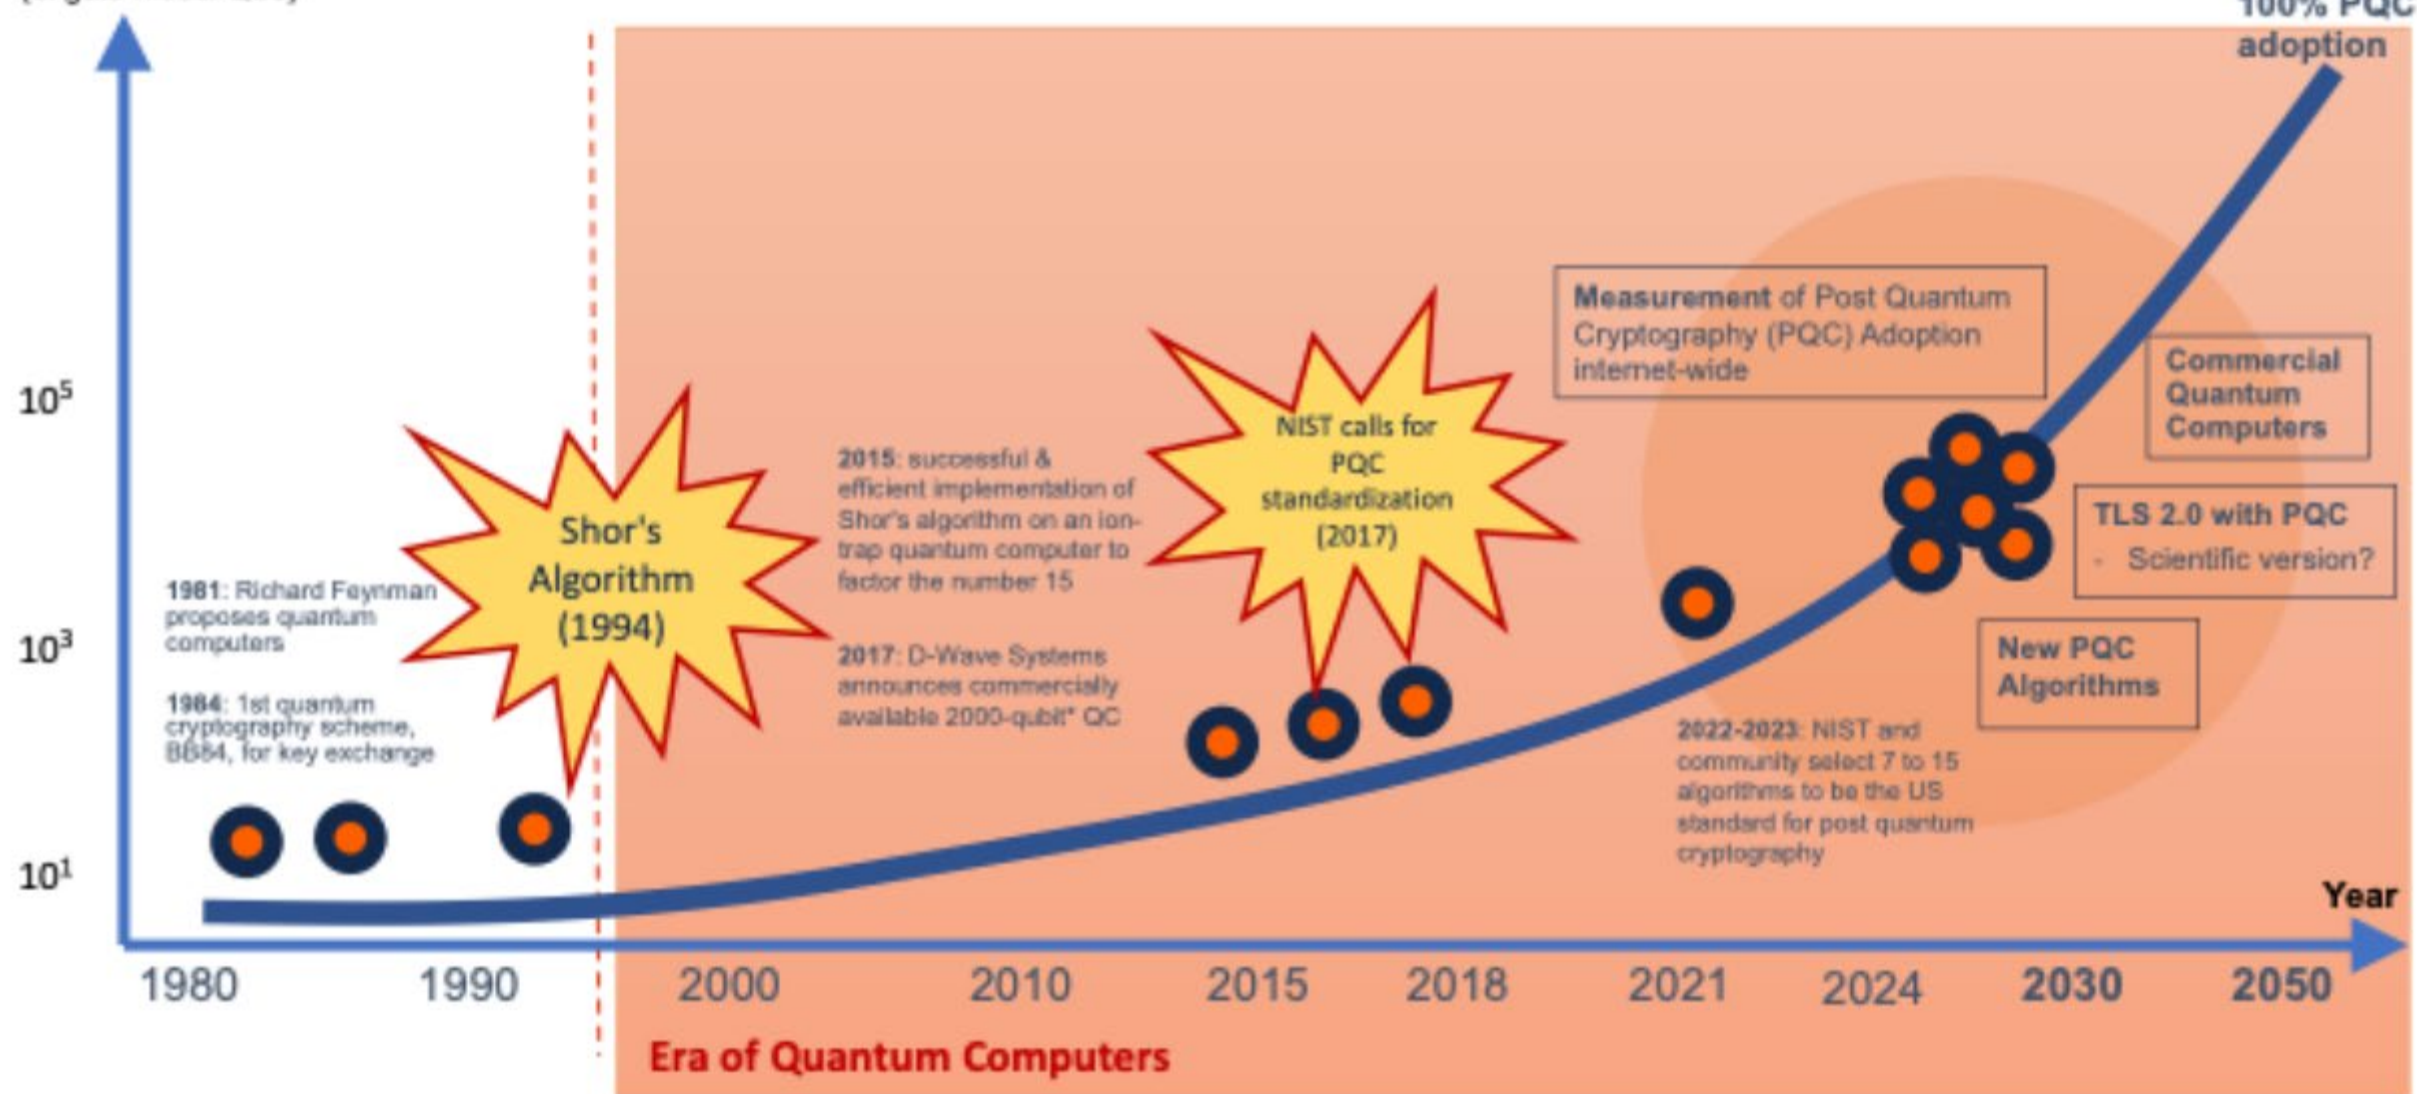 100% PQC
adoption
10⁵
10³
10¹
1981: Richard Feynman
proposes quantum
computers
1984: 1st quantum
cryptography scheme,
BB84, for key exchange
Shor's
Algorithm
(1994)
2015: successful &
efficient implementation of
Shor's algorithm on an ion-
trap quantum computer to
factor the number 15
2017: D-Wave Systems
announces commercially
available 2000-qubit* QC
NIST calls for
PQC
standardization
(2017)
Measurement of Post Quantum
Cryptography (PQC) Adoption
internet-wide
Commercial
Quantum
Computers
TLS 2.0 with PQC
- Scientific version?
New PQC
Algorithms
2022-2023: NIST and
community select 7 to 15
algorithms to be the US
standard for post quantum
cryptography
Year
1980 1990 2000 2010 2015 2018 2021 2024 2030 2050
Era of Quantum Computers